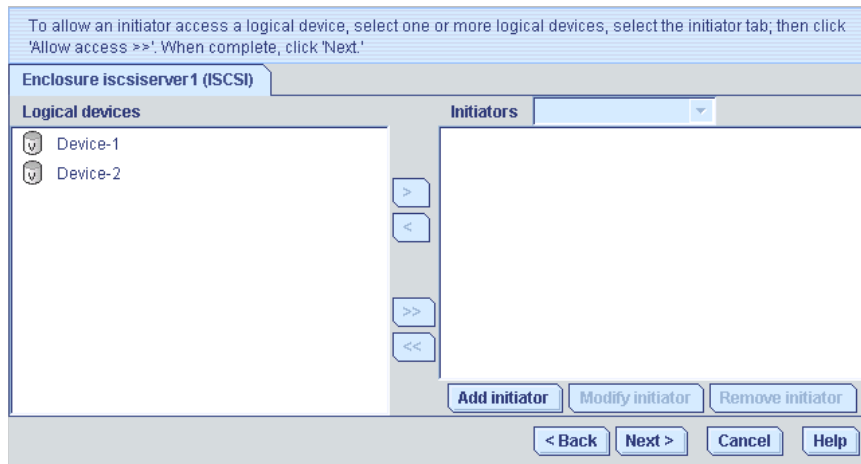 To allow an initiator access a logical device, select one or more logical devices, select the initiator tab; then click
'Allow access >>'. When complete, click 'Next.'
Enclosure iscsiserver1 (ISCSI)
Logical devices
Initiators
Device-1
Device-2
>
<
>>
<<
Add initiator
Modify initiator
Remove initiator
< Back
Next >
Cancel
Help